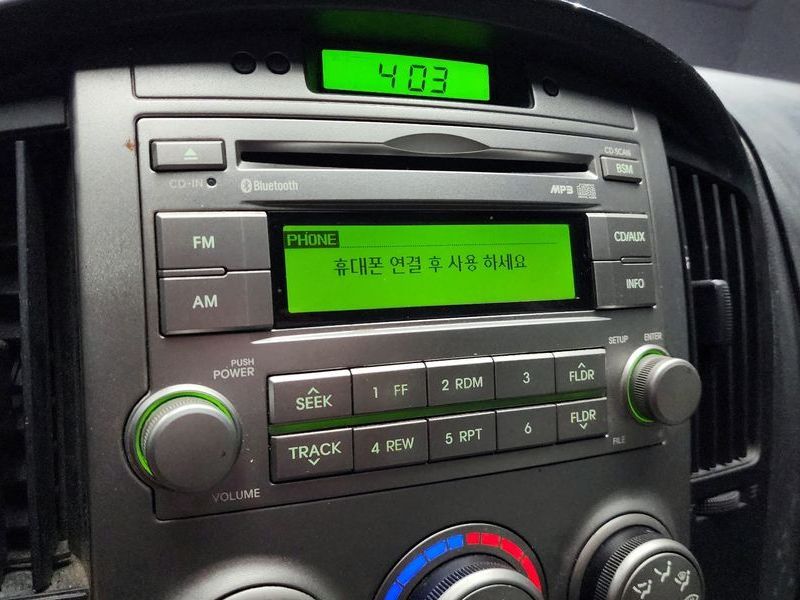 4:03
CD-SCAN
BSM
CD-IN
Bluetooth
MP3
FM
AM
PHONE
휴대폰 연결 후 사용 하세요
CD/AUX
INFO
PUSH
POWER
VOLUME
SEEK
1 FF
2 RDM
3
FLDR
TRACK
4 REW
5 RPT
6
FLDR
SETUP
ENTER
FILE